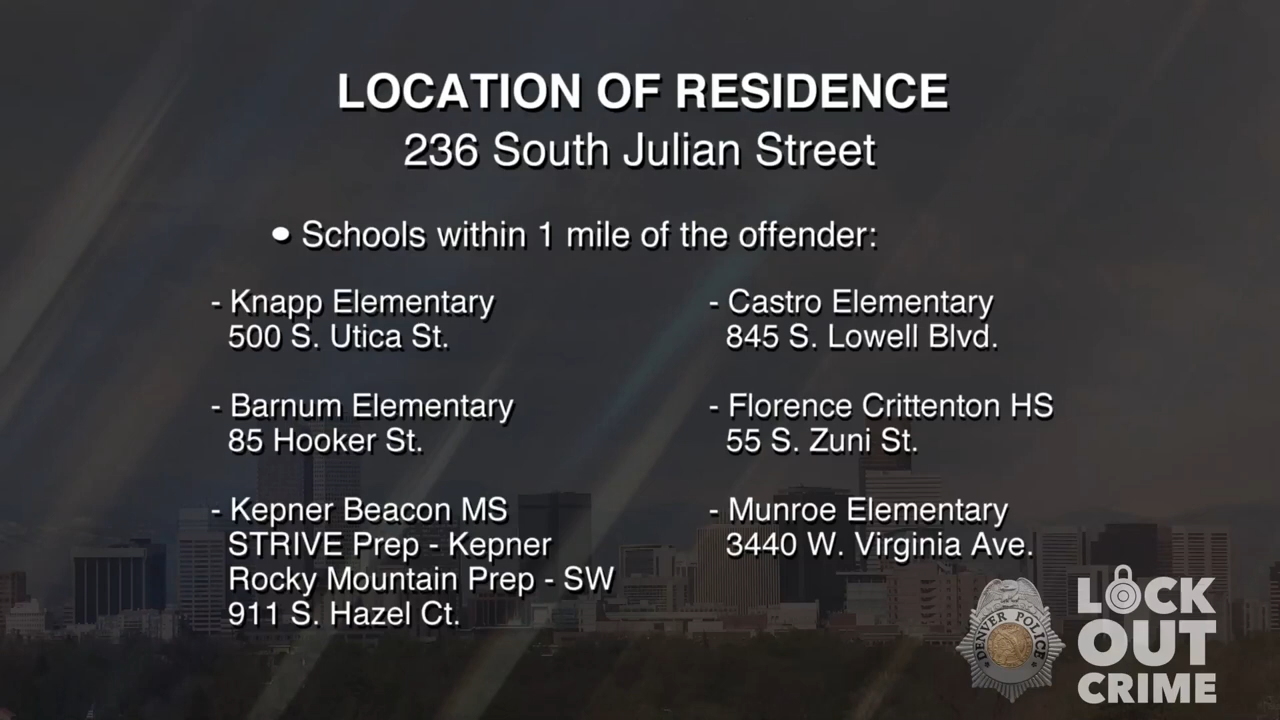 LOCATION OF RESIDENCE
236 South Julian Street
• Schools within 1 mile of the offender:
- Knapp Elementary
500 S. Utica St.
- Barnum Elementary
85 Hooker St.
- Kepner Beacon MS
STRIVE Prep - Kepner
Rocky Mountain Prep - SW
911 S. Hazel Ct.
- Castro Elementary
845 S. Lowell Blvd.
- Florence Crittenton HS
55 S. Zuni St.
- Munroe Elementary
3440 W. Virginia Ave.
DENVER POLICE
LOCK
OUT
CRIME